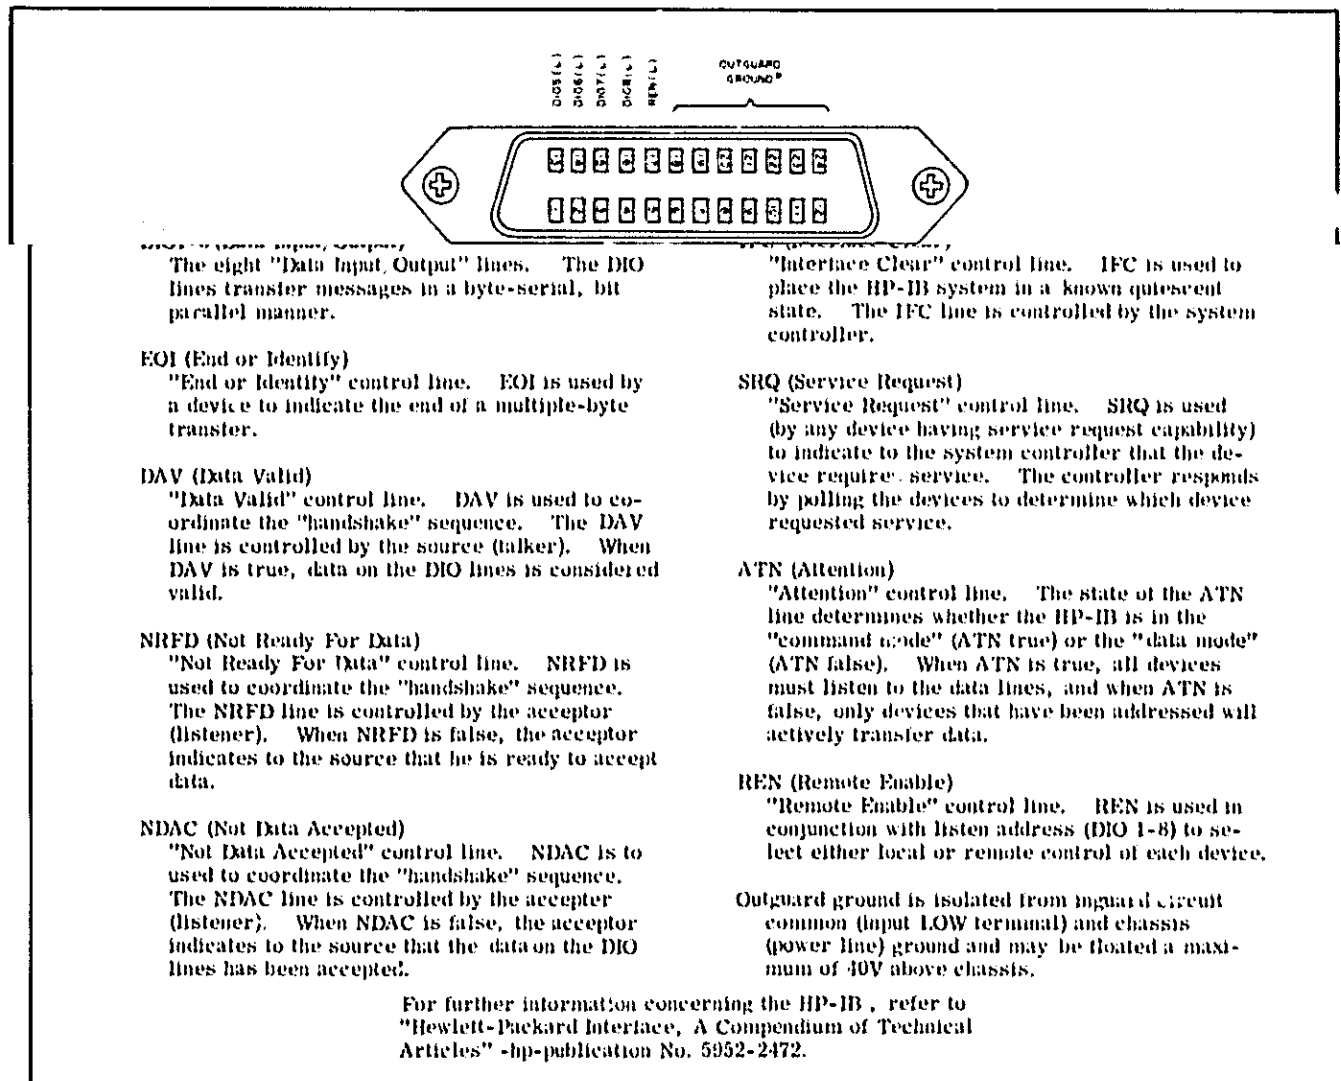 DIO5(L)
DIO6(L)
DIO7(L)
DIO8(L)
REN(L)
OUTGUARD
GROUND*
(Data Input, Output)
The eight "Data Input, Output" lines. The DIO
lines transfer messages in a byte-serial, bit
parallel manner.
EOI (End or Identify)
"End or Identify" control line. EOI is used by
a device to indicate the end of a multiple-byte
transfer.
DAV (Data Valid)
"Data Valid" control line. DAV is used to co-
ordinate the "handshake" sequence. The DAV
line is controlled by the source (talker). When
DAV is true, data on the DIO lines is considered
valid.
NRFD (Not Ready For Data)
"Not Ready For Data" control line. NRFD is
used to coordinate the "handshake" sequence.
The NRFD line is controlled by the acceptor
(listener). When NRFD is false, the acceptor
indicates to the source that he is ready to accept
data.
NDAC (Not Data Accepted)
"Not Data Accepted" control line. NDAC is to
used to coordinate the "handshake" sequence.
The NDAC line is controlled by the accepter
(listener). When NDAC is false, the acceptor
indicates to the source that the data on the DIO
lines has been accepted.
(Interface Clear)
"Interface Clear" control line. IFC is used to
place the HP-IB system in a known quiescent
state. The IFC line is controlled by the system
controller.
SRQ (Service Request)
"Service Request" control line. SRQ is used
(by any device having service request capability)
to indicate to the system controller that the de-
vice require service. The controller responds
by polling the devices to determine which device
requested service.
ATN (Attention)
"Attention" control line. The state of the ATN
line determines whether the HP-IB is in the
"command mode" (ATN true) or the "data mode"
(ATN false). When ATN is true, all devices
must listen to the data lines, and when ATN is
false, only devices that have been addressed will
actively transfer data.
REN (Remote Enable)
"Remote Enable" control line. REN is used in
conjunction with listen address (DIO 1-8) to se-
lect either local or remote control of each device.
Outguard ground is isolated from inguard circuit
common (input LOW terminal) and chassis
(power line) ground and may be floated a maxi-
mum of 40V above chassis.
For further information concerning the HP-IB , refer to
"Hewlett-Packard Interface, A Compendium of Technical
Articles" -hp-publication No. 5952-2472.